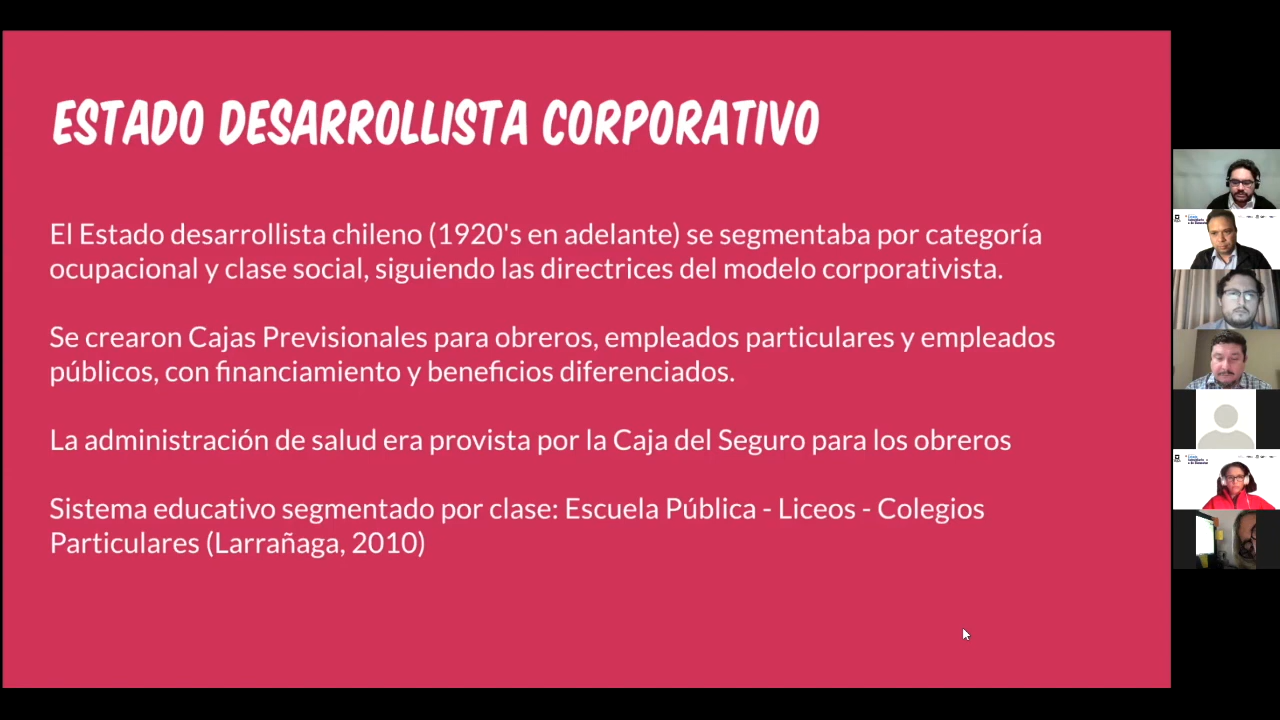 ESTADO DESARROLLISTA CORPORATIVO
El Estado desarrollista chileno (1920's en adelante) se segmentaba por categoría
ocupacional y clase social, siguiendo las directrices del modelo corporativista.
Se crearon Cajas Previsionales para obreros, empleados particulares y empleados
públicos, con financiamiento y beneficios diferenciados.
La administración de salud era provista por la Caja del Seguro para los obreros
Sistema educativo segmentado por clase: Escuela Pública - Liceos - Colegios
Particulares (Larrañaga, 2010)